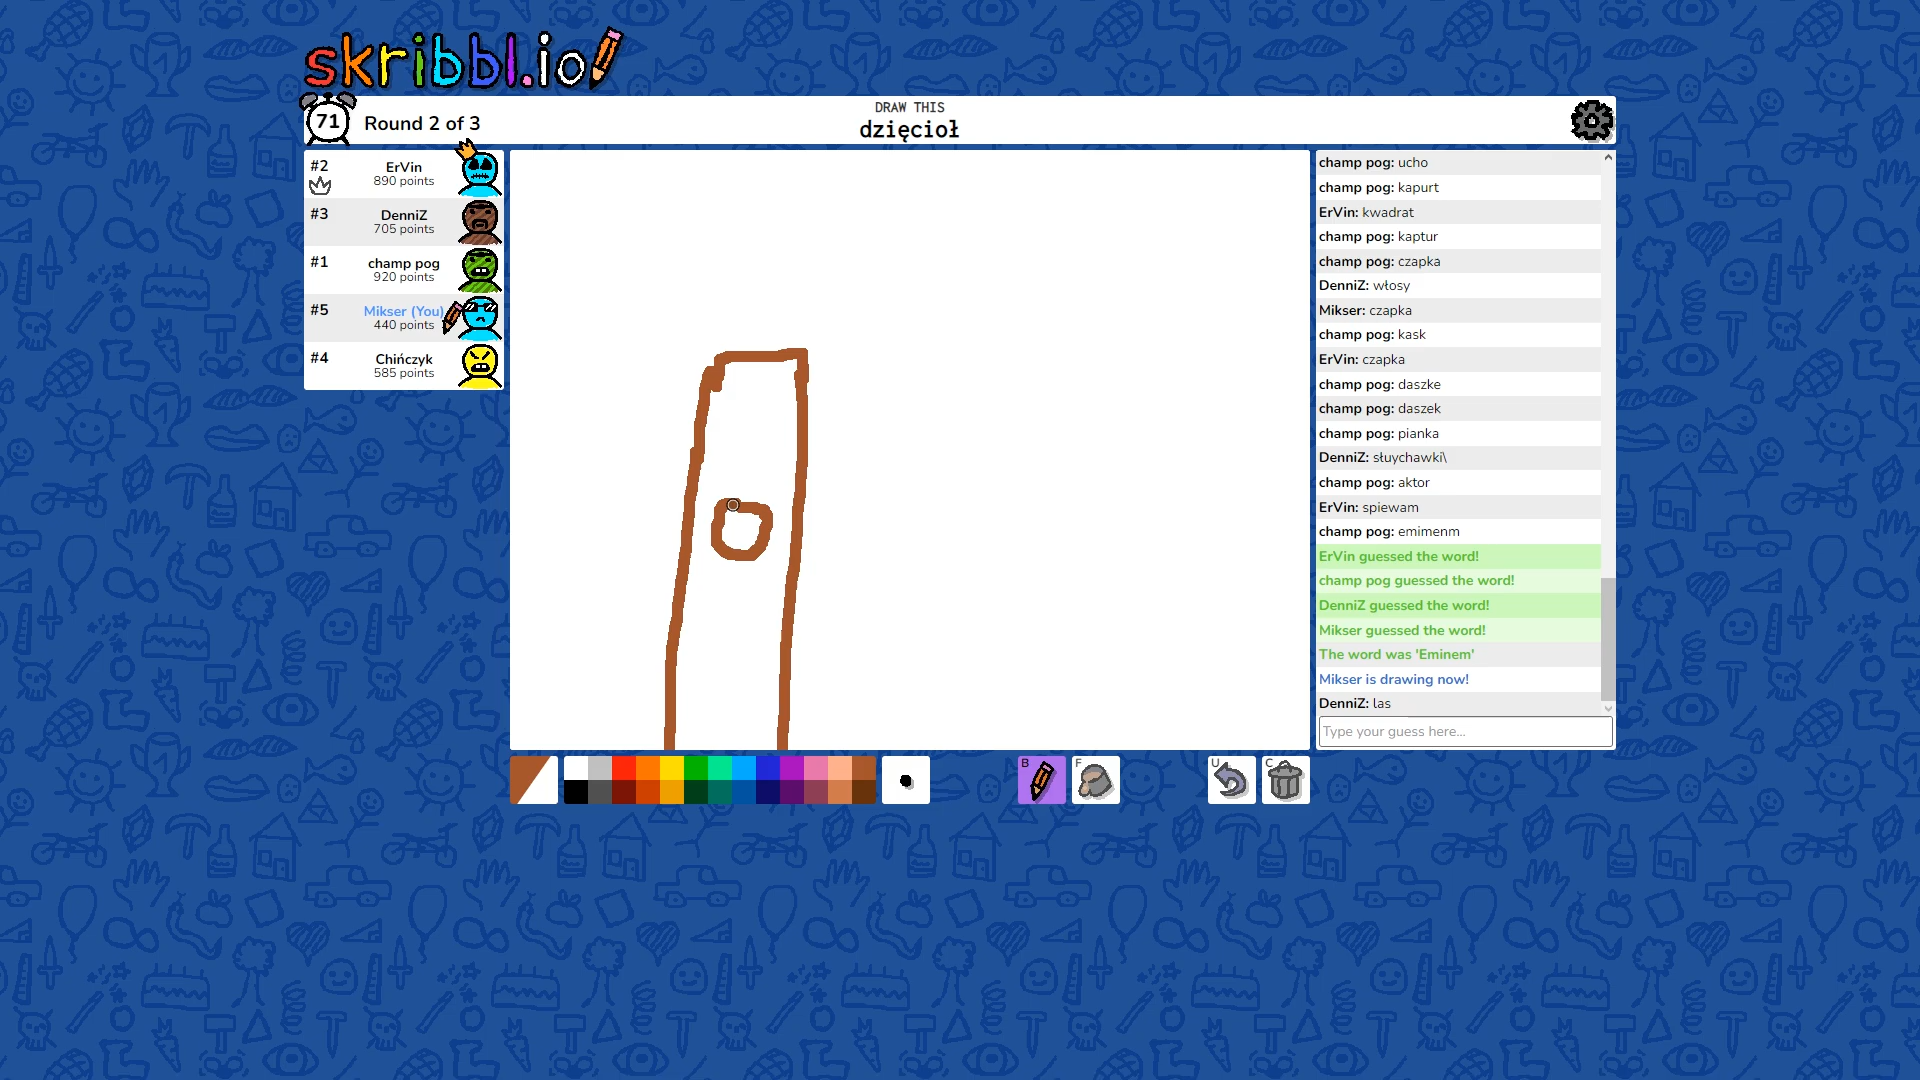 skribbl.io
71
Round 2 of 3
DRAW THIS
dzięcioł
#2
ErVin
890 points
#3
DenniZ
705 points
#1
champ pog
920 points
#5
Mikser (You)
440 points
#4
Chińczyk
585 points
champ pog: ucho
champ pog: kapurt
ErVin: kwadrat
champ pog: kaptur
champ pog: czapka
DenniZ: włosy
Mikser: czapka
champ pog: kask
ErVin: czapka
champ pog: daszke
champ pog: daszek
champ pog: pianka
DenniZ: słuychawki\
champ pog: aktor
ErVin: spiewam
champ pog: emimenm
ErVin guessed the word!
champ pog guessed the word!
DenniZ guessed the word!
Mikser guessed the word!
The word was 'Eminem'
Mikser is drawing now!
DenniZ: las
Type your guess here...
B
F
U
C